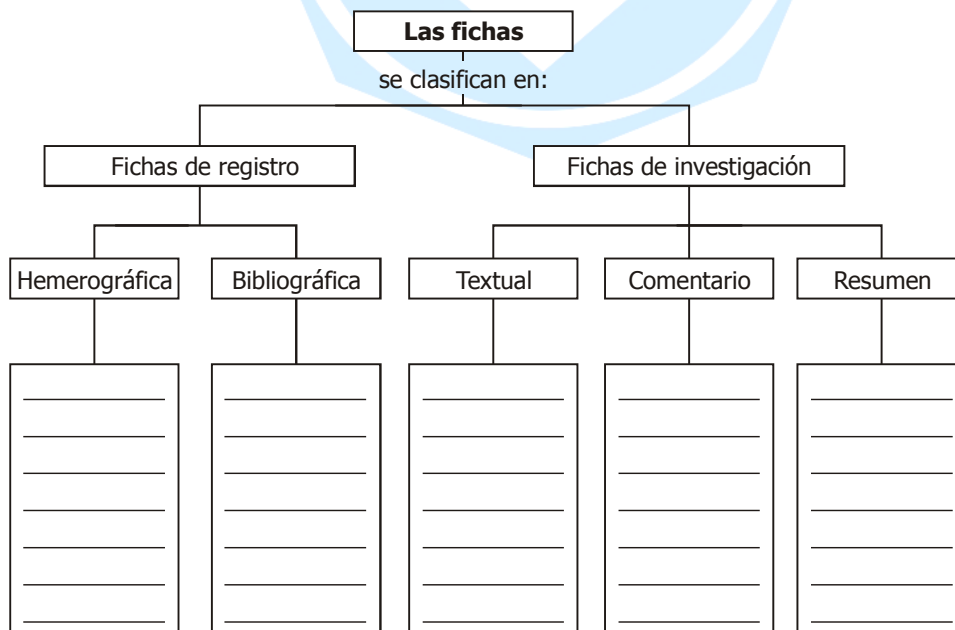 Las fichas
se clasifican en:
Fichas de registro
Fichas de investigación
Hemerográfica
Bibliográfica
Textual
Comentario
Resumen